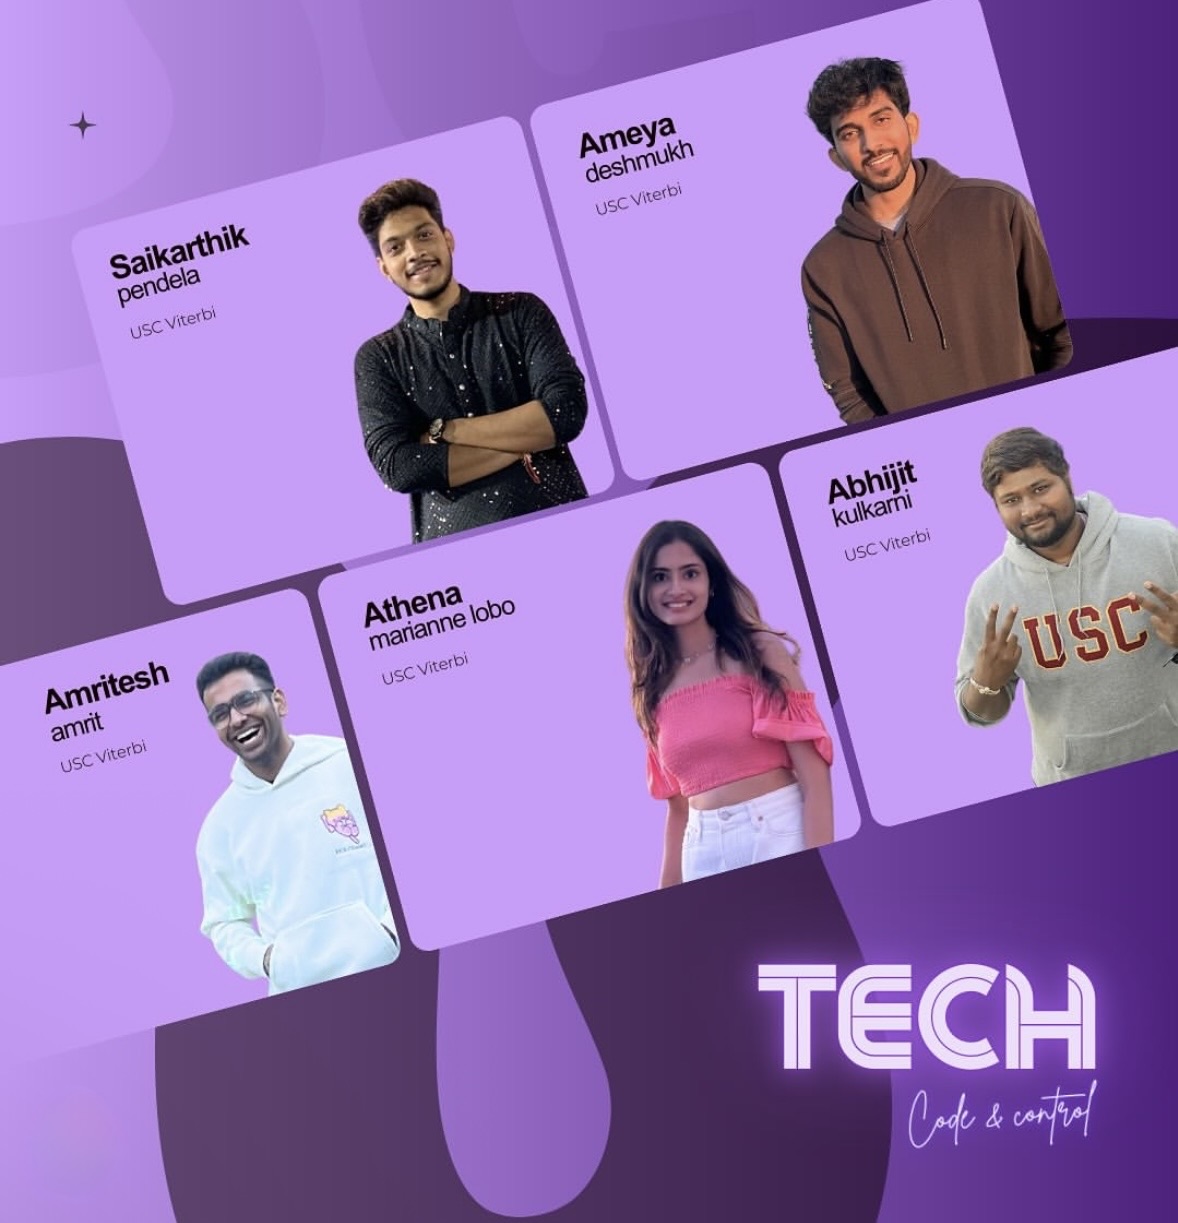 Saikarthik
pendela
USC Viterbi
Ameya
deshmukh
USC Viterbi
Amritesh
amrit
USC Viterbi
Athena
marianne lobo
USC Viterbi
Abhijit
kulkarni
USC Viterbi
USC
TECH
Code & control